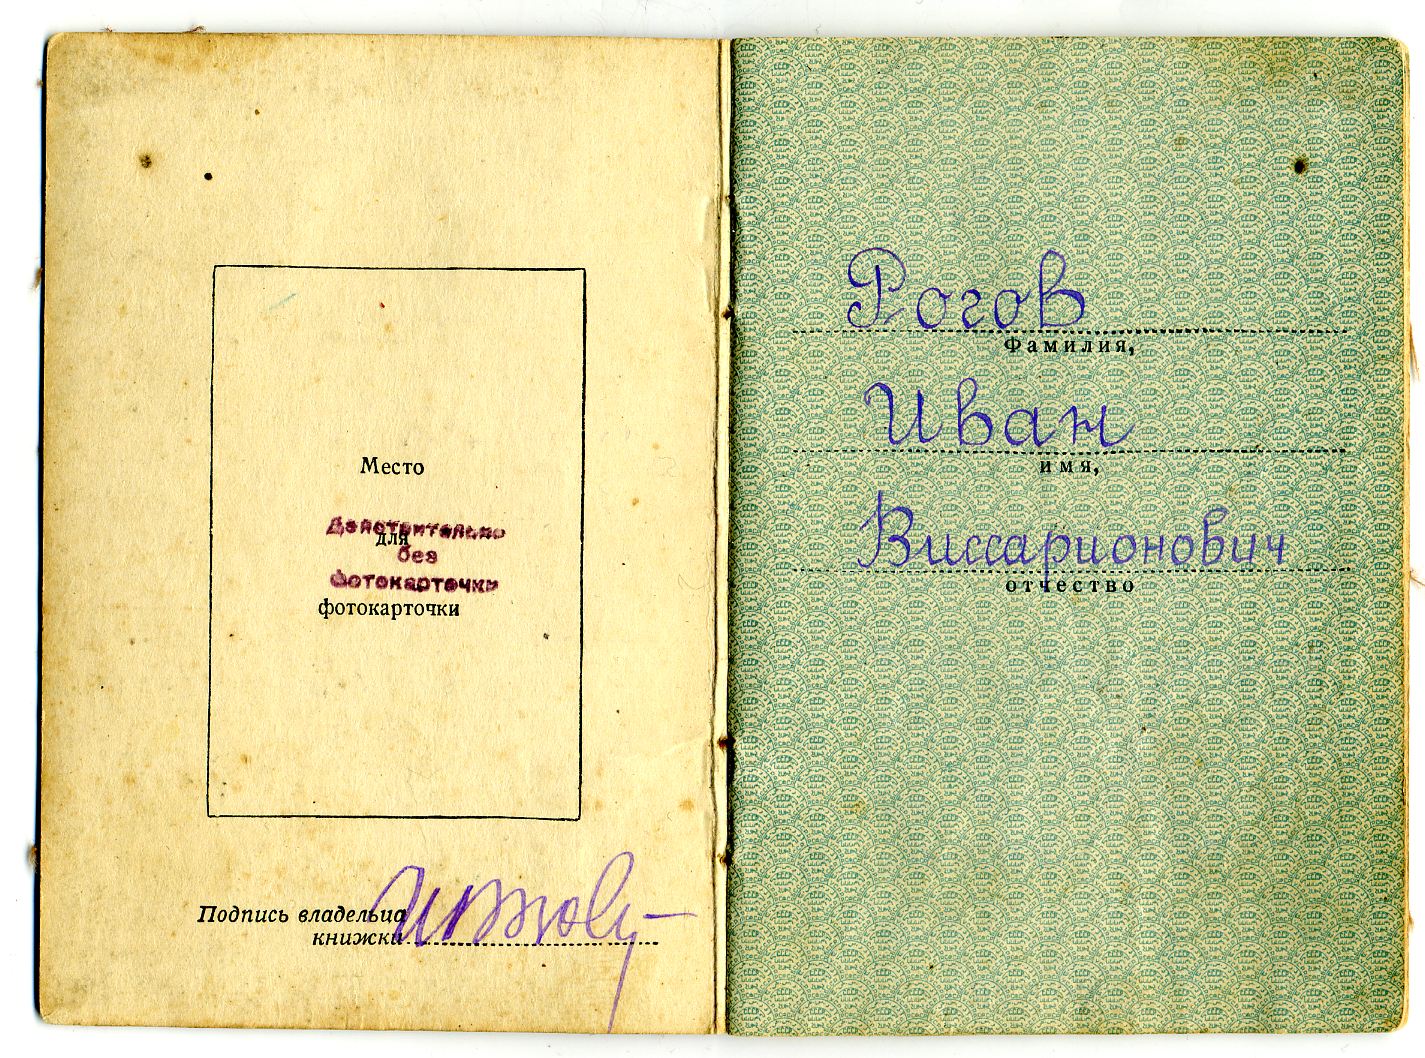 Место
Действительно
для
без
фотокарточки
фотокарточки
Подпись владельца
книжки
Рогов
Фамилия,
Иван
имя,
Виссарионович
отчество